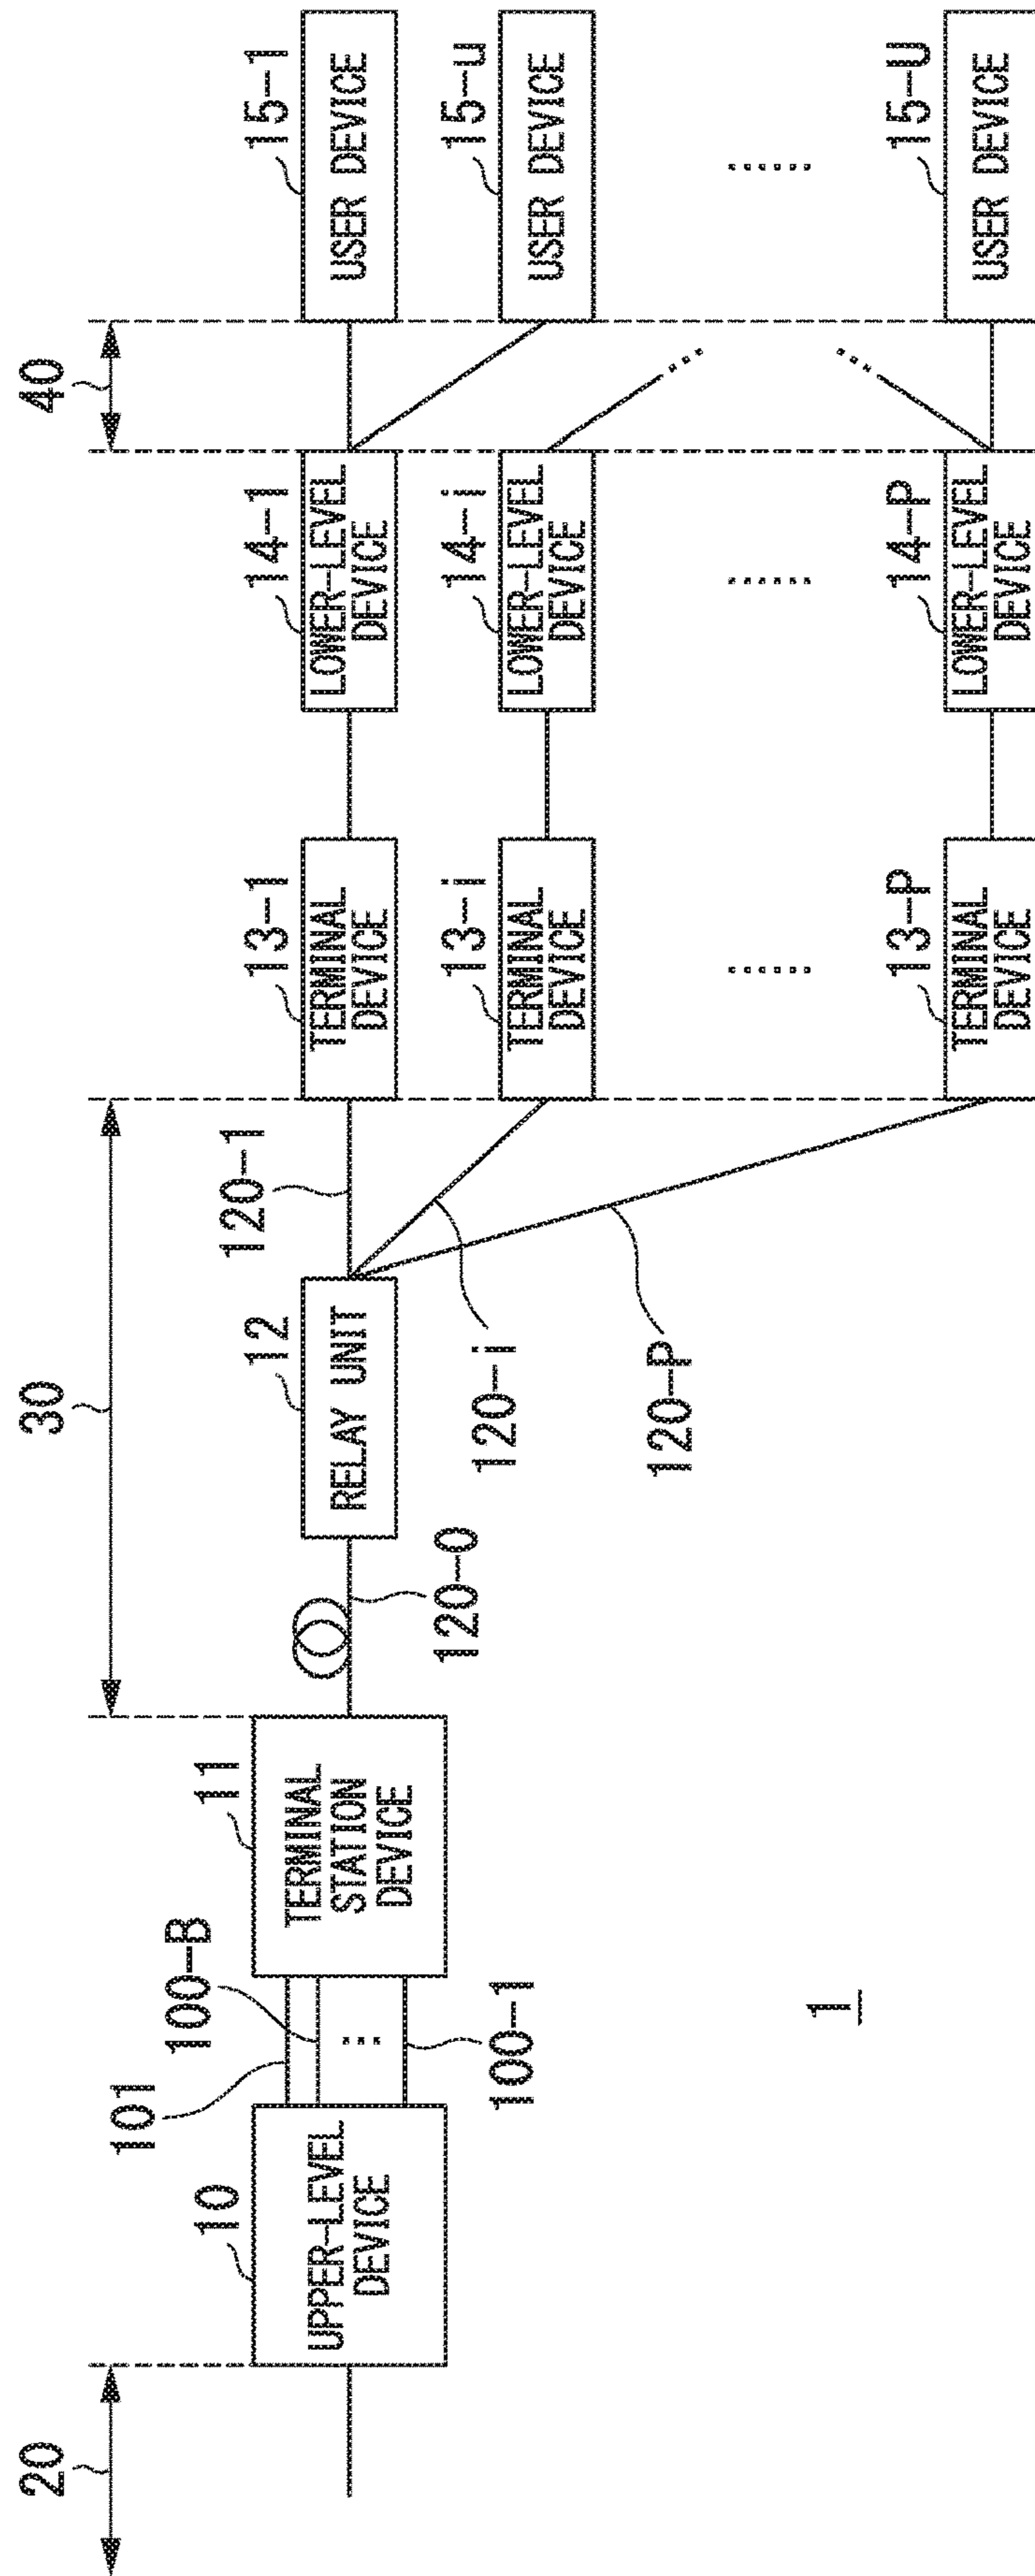 20
30
40
10
UPPER-LEVEL
DEVICE
101
100-B
⋯
100-1
11
TERMINAL
STATION
DEVICE
120-0
12
RELAY UNIT
120-1
120-i
120-P
13-1
TERMINAL
DEVICE
14-1
LOWER-LEVEL
DEVICE
15-1
USER DEVICE
13-i
TERMINAL
DEVICE
14-i
LOWER-LEVEL
DEVICE
15-u
USER DEVICE
13-P
TERMINAL
DEVICE
14-P
LOWER-LEVEL
DEVICE
15-U
USER DEVICE
1